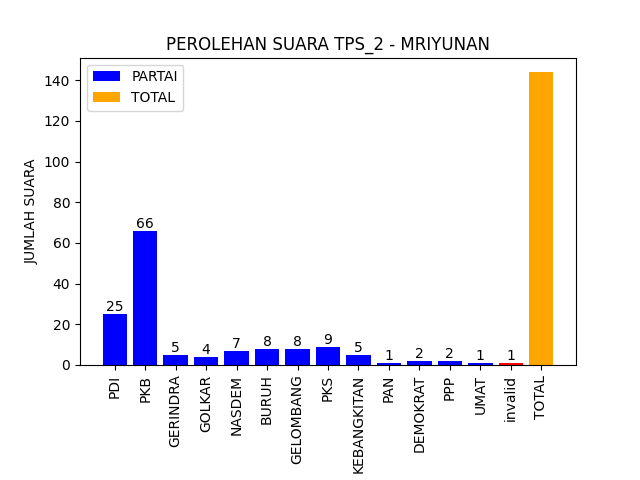 PEROLEHAN SUARA TPS_2 - MRIYUNAN
PARTAI
TOTAL
JUMLAH SUARA
140
120
100
80
60
40
20
0
25
66
5
4
7
8
8
9
5
1
2
2
1
1
PDI
PKB
GERINDRA
GOLKAR
NASDEM
BURUH
GELOMBANG
PKS
KEBANGKITAN
PAN
DEMOKRAT
PPP
UMAT
invalid
TOTAL